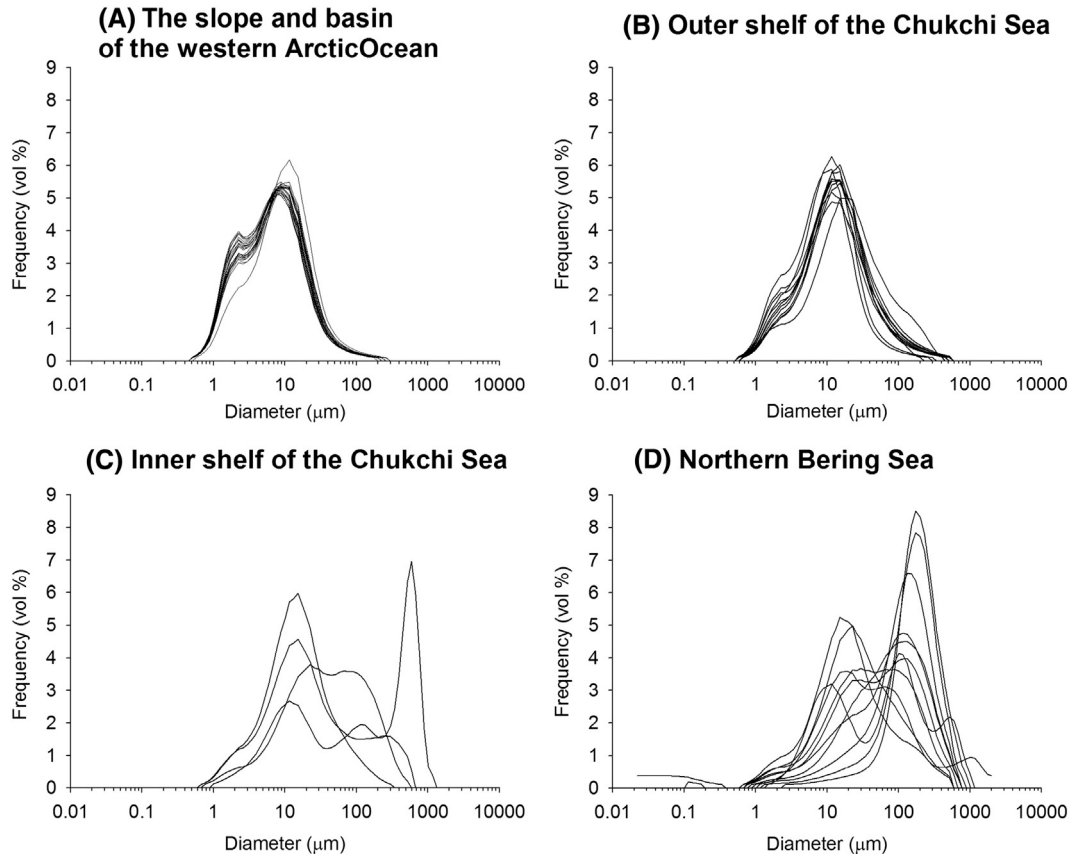 (A) The slope and basin
of the western ArcticOcean
Frequency (vol %)
9
8
7
6
5
4
3
2
1
0
0.01 0.1 1 10 100 1000 10000
Diameter (μm)
(B) Outer shelf of the Chukchi Sea
Frequency (vol %)
9
8
7
6
5
4
3
2
1
0
0.01 0.1 1 10 100 1000 10000
Diameter (μm)
(C) Inner shelf of the Chukchi Sea
Frequency (vol %)
9
8
7
6
5
4
3
2
1
0
0.01 0.1 1 10 100 1000 10000
Diameter (μm)
(D) Northern Bering Sea
Frequency (vol %)
9
8
7
6
5
4
3
2
1
0
0.01 0.1 1 10 100 1000 10000
Diameter (μm)